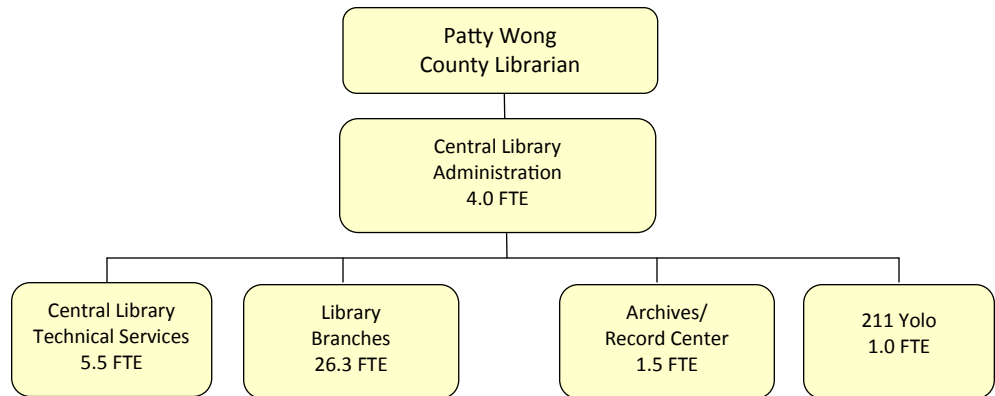 Patty Wong
County Librarian
Central Library
Administration
4.0 FTE
Central Library
Technical Services
5.5 FTE
Library
Branches
26.3 FTE
Archives/
Record Center
1.5 FTE
211 Yolo
1.0 FTE